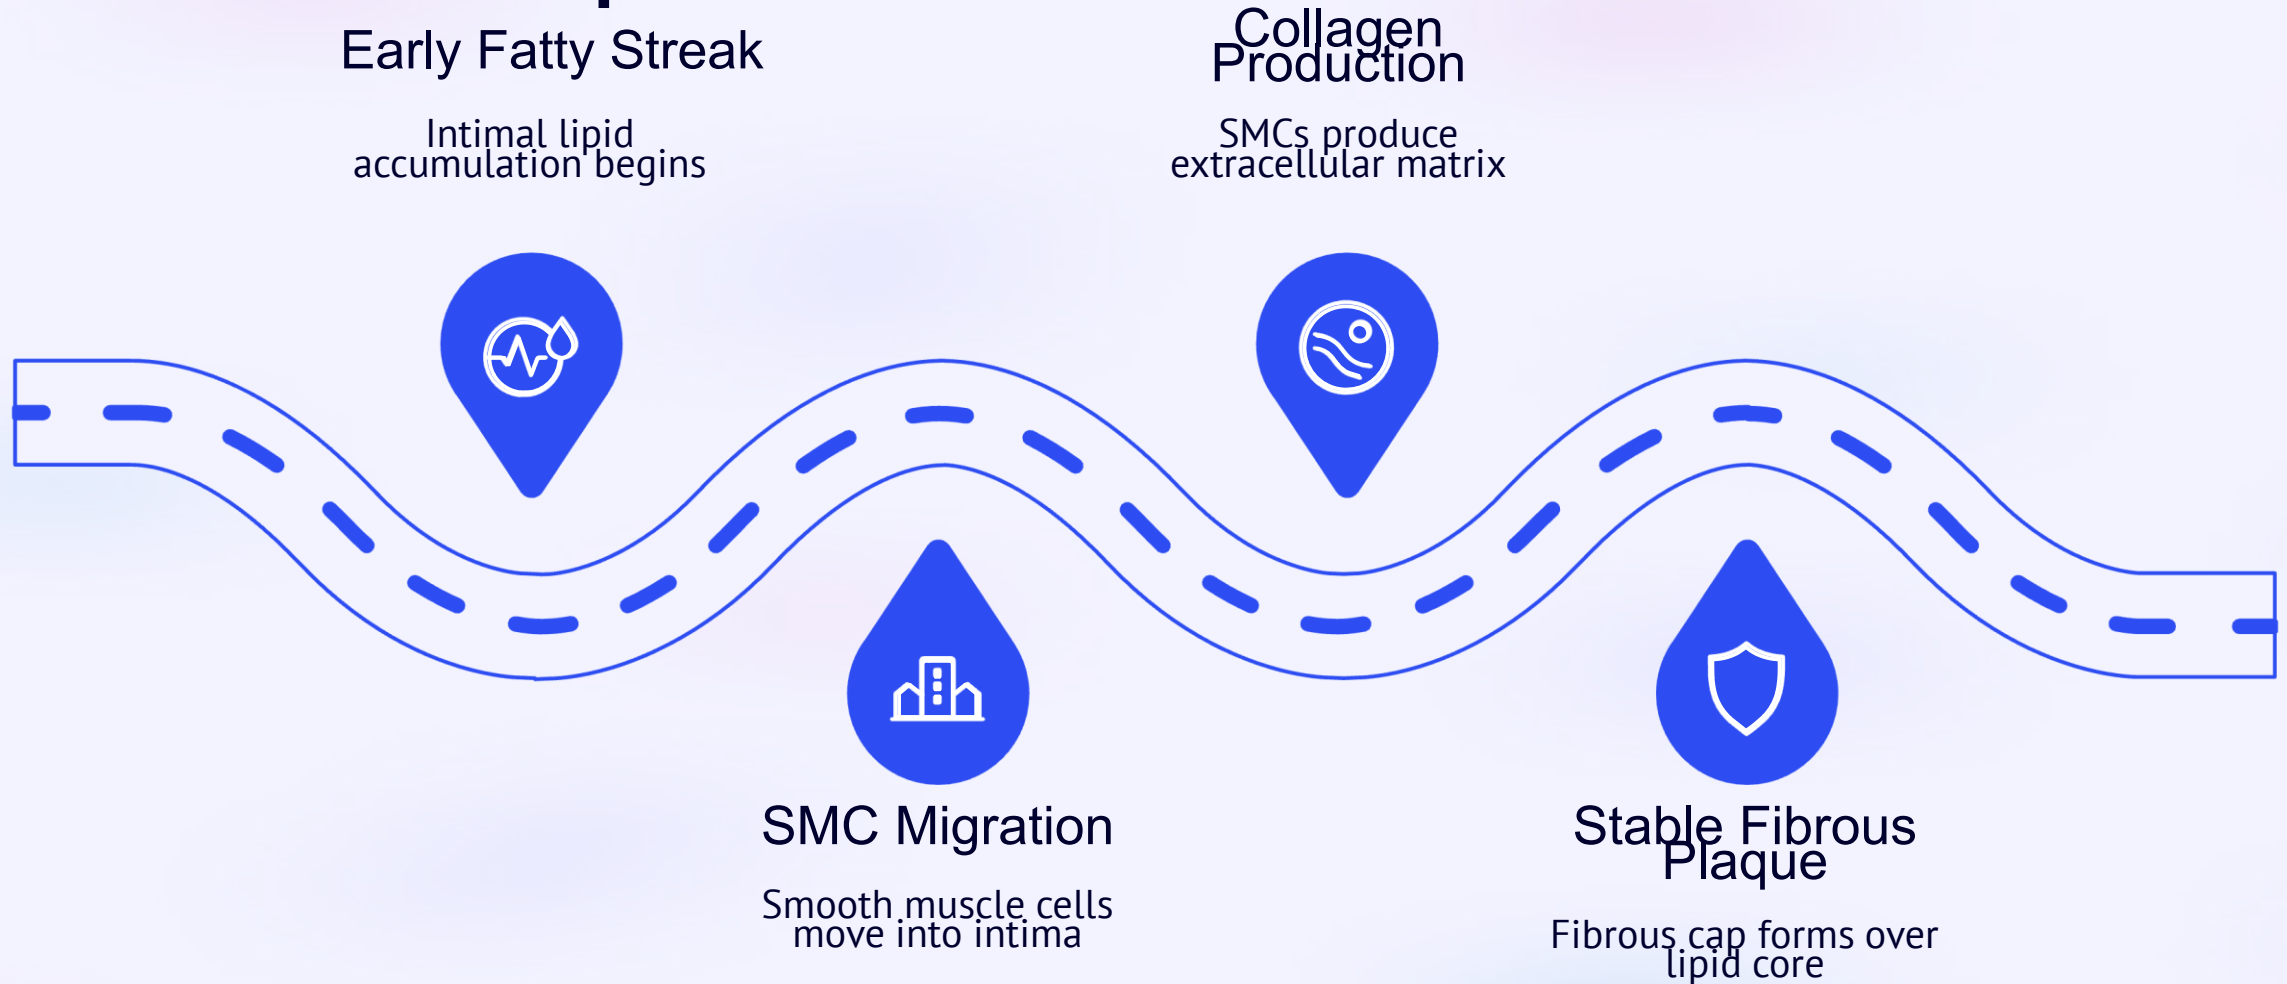 Early Fatty Streak
Intimal lipid
accumulation begins
SMC Migration
Smooth muscle cells
move into intima
Collagen
Production
SMCs produce
extracellular matrix
Stable Fibrous
Plaque
Fibrous cap forms over
lipid core